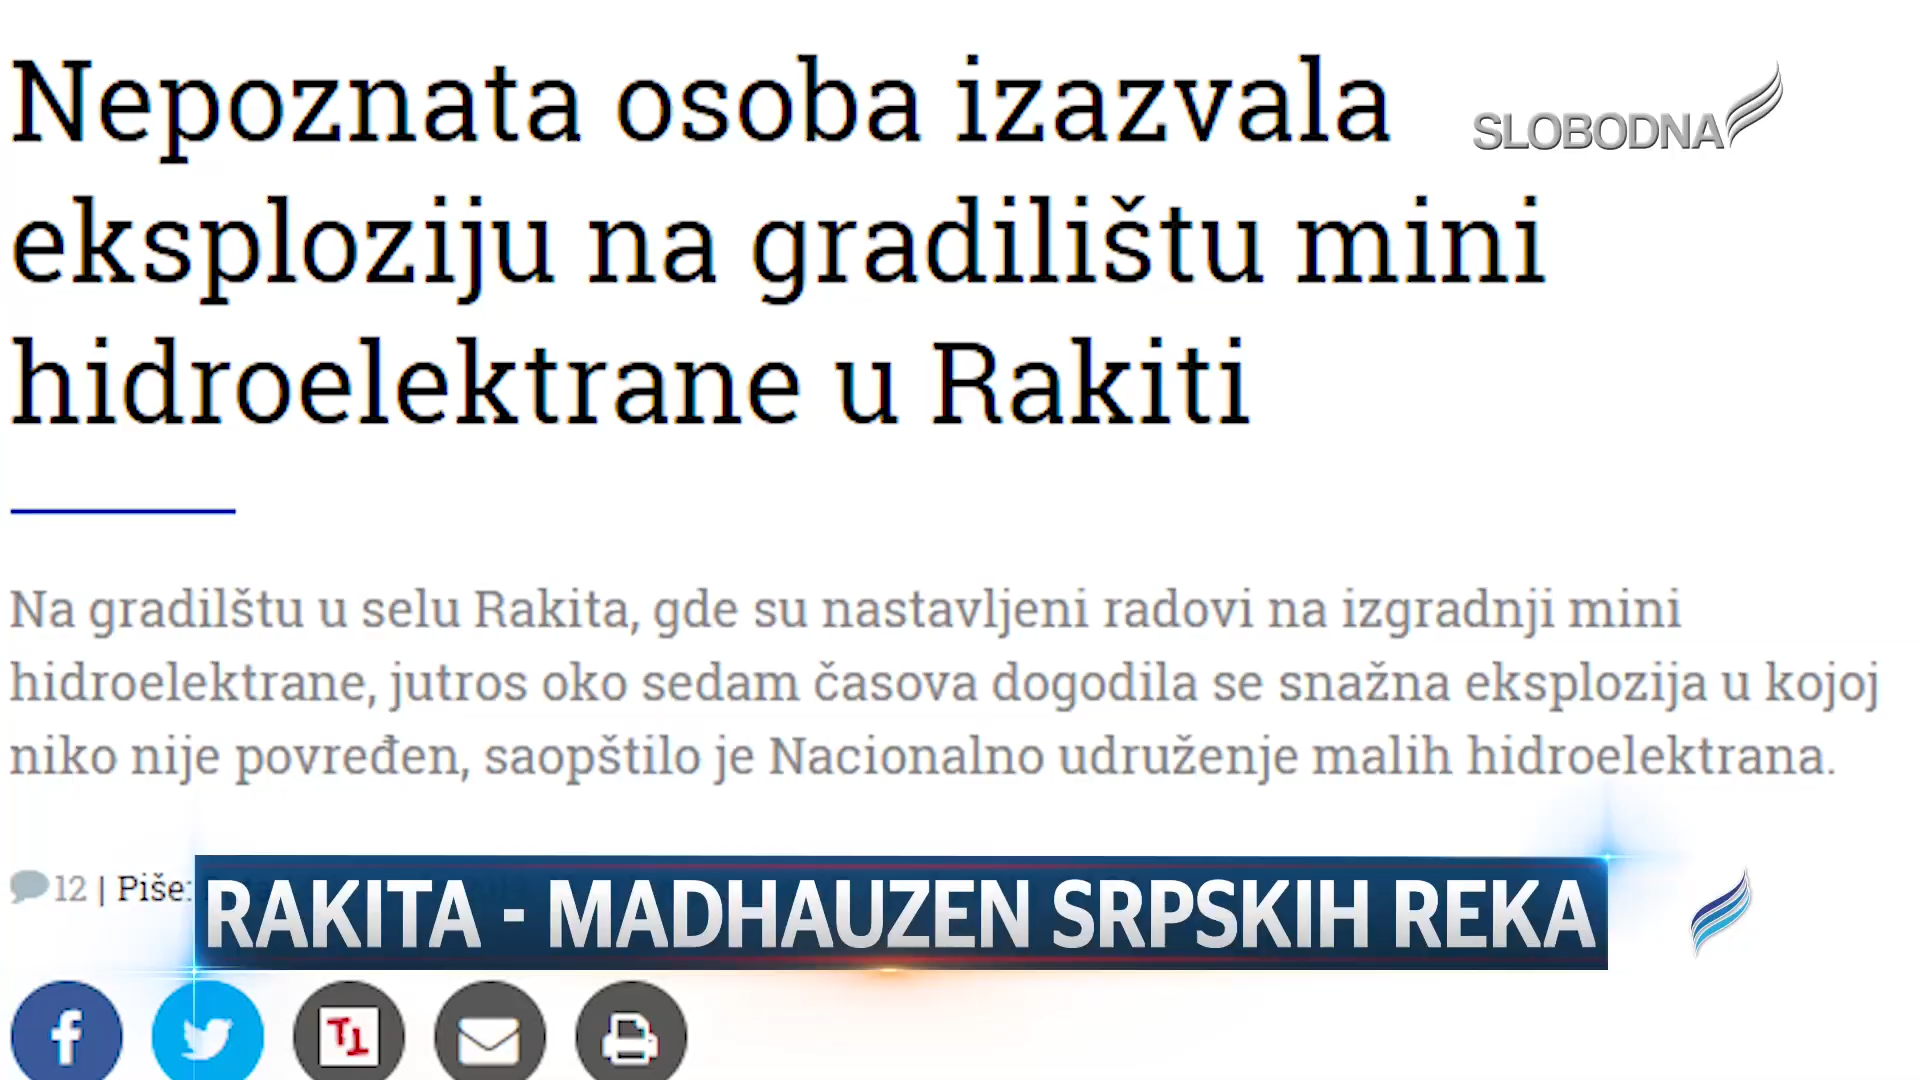 Nepoznata osoba izazvala
SLOBODNA
eksploziju na gradilištu mini
hidroelektrane u Rakiti
Na gradilštu u selu Rakita, gde su nastavljeni radovi na izgradnji mini
hidroelektrane, jutros oko sedam časova dogodila se snažna eksplozija u kojoj
niko nije povređen, saopštilo je Nacionalno udruženje malih hidroelektrana.
12 | Piše:
RAKITA - MADHAUZEN SRPSKIH REKA